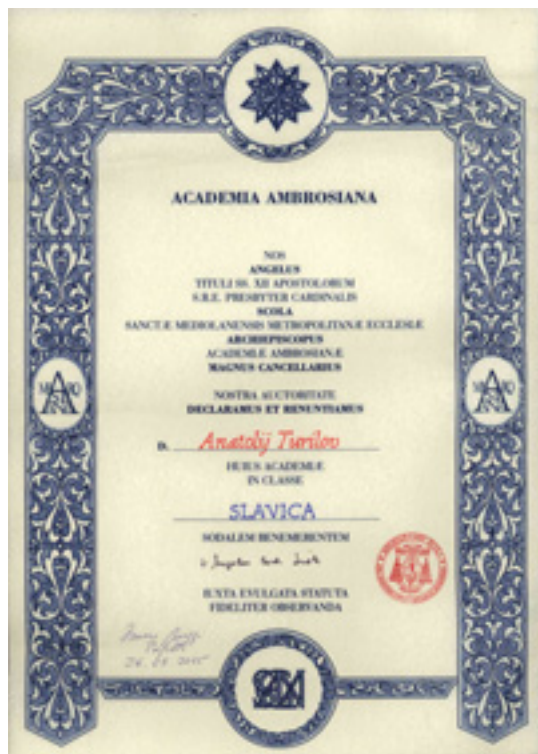 ACADEMIA AMBROSIANA
NOS
ANGELUS
TITULI SS. XII APOSTOLORUM
S.R.E. PRESBYTER CARDINALIS
SCOLA
SANCTÆ MEDIOLANENSIS METROPOLITANÆ ECCLESIÆ
ARCHIEPISCOPUS
ACADEMIÆ AMBROSIANÆ
MAGNUS CANCELLARIUS
NOSTRA AUCTORITATE
DECLARAMUS ET RENUNTIAMUS
D. Anatolij Turilov
HUIUS ACADEMIÆ
IN CLASSE
SLAVICA
SODALEM BENEMERENTEM
IUXTA EVULGATA STATUTA
FIDELITER OBSERVANDA